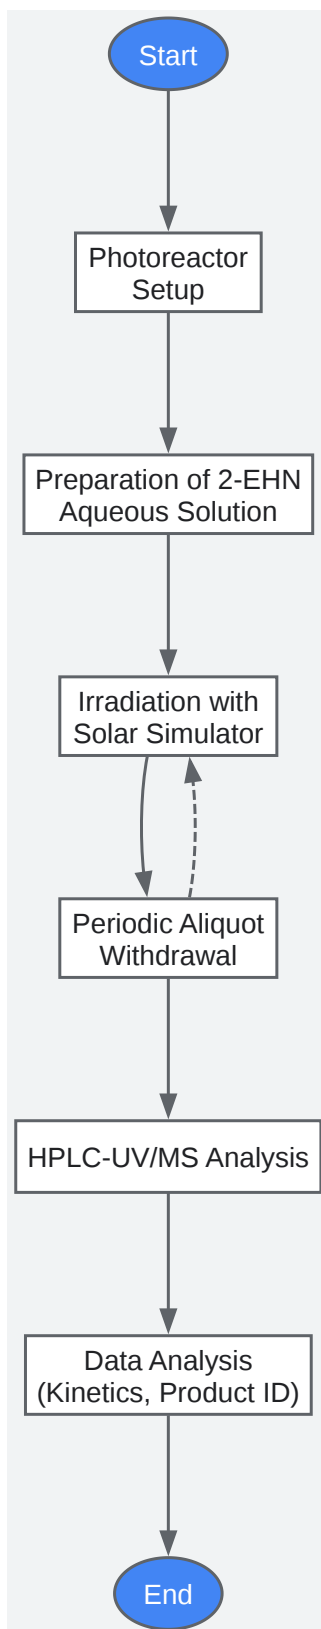 Start
Photoreactor
Setup
Preparation of 2-EHN
Aqueous Solution
Irradiation with
Solar Simulator
Periodic Aliquot
Withdrawal
HPLC-UV/MS Analysis
Data Analysis
(Kinetics, Product ID)
End